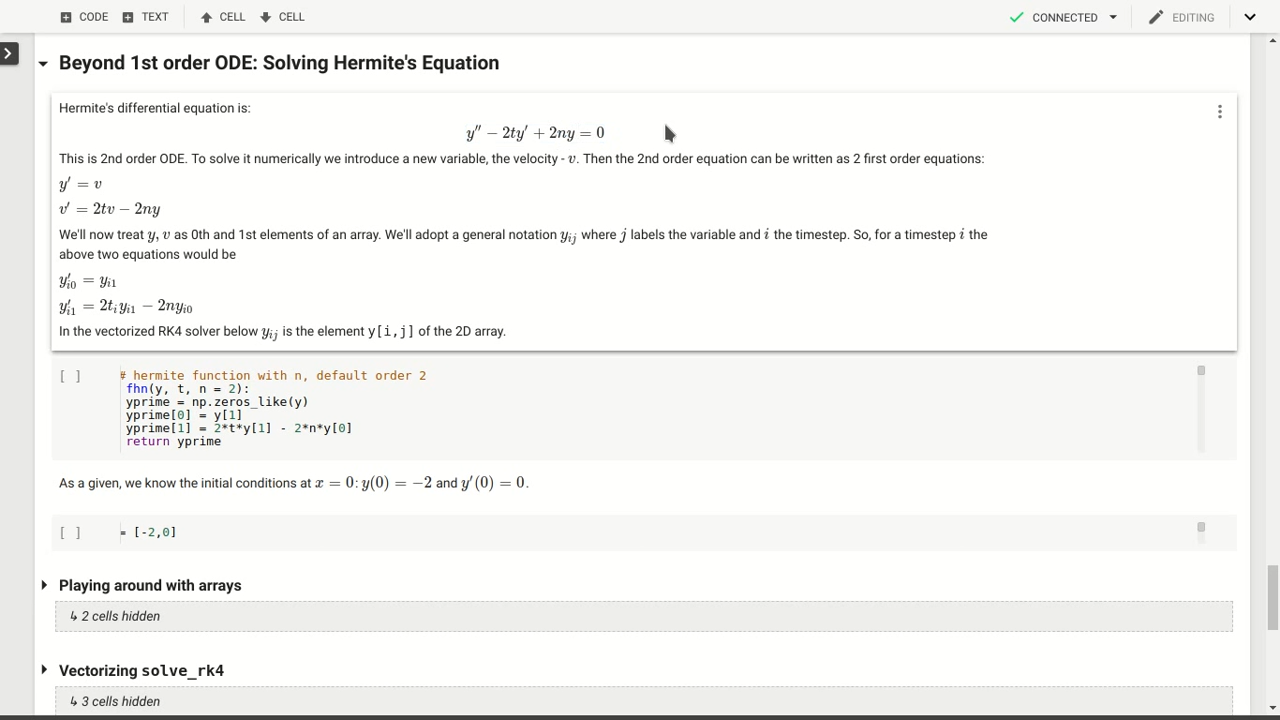 CODE TEXT CELL CELL CONNECTED EDITING
Beyond 1st order ODE: Solving Hermite's Equation
Hermite's differential equation is:
y′′ − 2ty′ + 2ny = 0
This is 2nd order ODE. To solve it numerically we introduce a new variable, the velocity - v. Then the 2nd order equation can be written as 2 first order equations:
y′ = v
v′ = 2tv − 2ny
We'll now treat y, v as 0th and 1st elements of an array. We'll adopt a general notation y_ij where j labels the variable and i the timestep. So, for a timestep i the
above two equations would be
y′_i0 = y_i1
y′_i1 = 2t_i y_i1 − 2ny_i0
In the vectorized RK4 solver below y_ij is the element y[i,j] of the 2D array.
[ ] # hermite function with n, default order 2
fhn(y, t, n = 2):
yprime = np.zeros_like(y)
yprime[0] = y[1]
yprime[1] = 2*t*y[1] - 2*n*y[0]
return yprime
As a given, we know the initial conditions at x = 0: y(0) = −2 and y′(0) = 0.
[ ] = [-2,0]
Playing around with arrays
↳ 2 cells hidden
Vectorizing solve_rk4
↳ 3 cells hidden